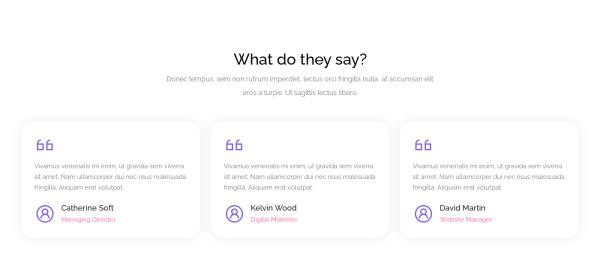 What do they say?
Donec tempus, sem non rutrum imperdiet, lectus orci fringilla nulla, at accumsan elit
eros a turpis. Ut sagittis lectus libero.
Vivamus venenatis mi enim, ut gravida sem viverra
sit amet. Nam ullamcorper dui nec risus malesuada
fringilla. Aliquam erat volutpat.
Catherine Soft
Managing Director
Vivamus venenatis mi enim, ut gravida sem viverra
sit amet. Nam ullamcorper dui nec risus malesuada
fringilla. Aliquam erat volutpat.
Kelvin Wood
Digital Marketer
Vivamus venenatis mi enim, ut gravida sem viverra
sit amet. Nam ullamcorper dui nec risus malesuada
fringilla. Aliquam erat volutpat.
David Martin
Website Manager